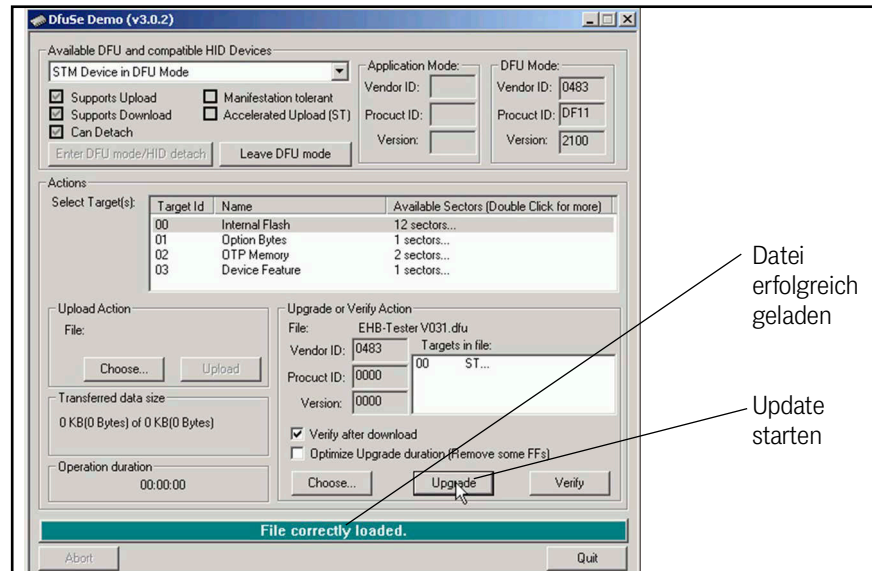 DfuSe Demo (v3.0.2)
Available DFU and compatible HID Devices
STM Device in DFU Mode
Supports Upload
Manifestation tolerant
Supports Download
Accelerated Upload (ST)
Can Detach
Enter DFU mode/HID detach
Leave DFU mode
Application Mode:
Vendor ID:
Procuct ID:
Version:
DFU Mode:
Vendor ID: 0483
Procuct ID: DF11
Version: 2100
Actions
Select Target(s):
Target Id Name Available Sectors (Double Click for more)
00 Internal Flash 12 sectors...
01 Option Bytes 1 sectors...
02 OTP Memory 2 sectors...
03 Device Feature 1 sectors...
Upload Action
File:
Choose... Upload
Transferred data size
0 KB(0 Bytes) of 0 KB(0 Bytes)
Operation duration
00:00:00
Upgrade or Verify Action
File: EHB-Tester V031.dfu
Vendor ID: 0483
Procuct ID: 0000
Version: 0000
Targets in file:
00 ST...
Verify after download
Optimize Upgrade duration (Remove some FFs)
Choose... Upgrade Verify
File correctly loaded.
Abort Quit
Datei
erfolgreich
geladen
Update
starten